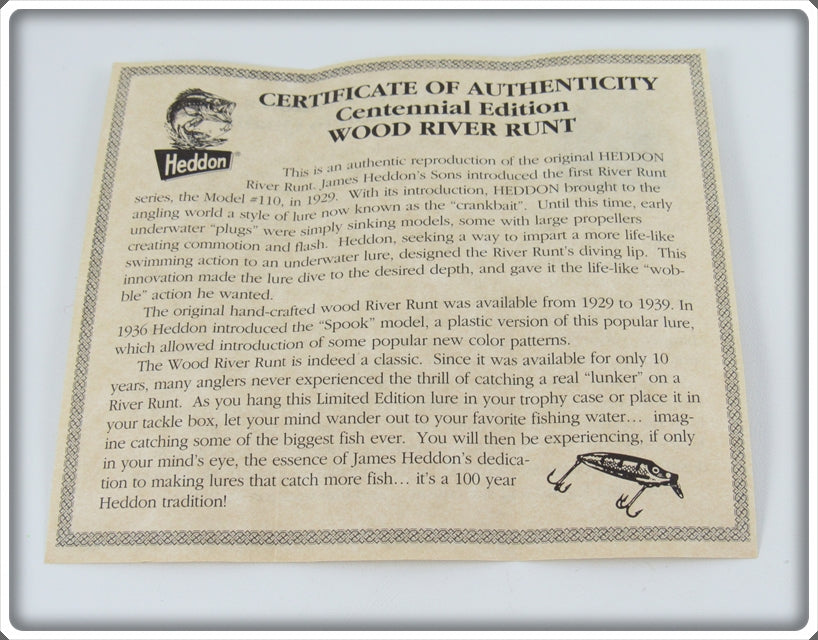 CERTIFICATE OF AUTHENTICITY
Centennial Edition
WOOD RIVER RUNT
Heddon®
This is an authentic reproduction of the original HEDDON
River Runt. James Heddon's Sons introduced the first River Runt
series, the Model #110, in 1929. With its introduction, HEDDON brought to the
angling world a style of lure now known as the "crankbait". Until this time, early
underwater "plugs" were simply sinking models, some with large propellers
creating commotion and flash. Heddon, seeking a way to impart a more life-like
swimming action to an underwater lure, designed the River Runt's diving lip. This
innovation made the lure dive to the desired depth, and gave it the life-like "wob-
ble" action he wanted.
The original hand-crafted wood River Runt was available from 1929 to 1939. In
1936 Heddon introduced the "Spook" model, a plastic version of this popular lure,
which allowed introduction of some popular new color patterns.
The Wood River Runt is indeed a classic. Since it was available for only 10
years, many anglers never experienced the thrill of catching a real "lunker" on a
River Runt. As you hang this Limited Edition lure in your trophy case or place it in
your tackle box, let your mind wander out to your favorite fishing water... imag-
ine catching some of the biggest fish ever. You will then be experiencing, if only
in your mind's eye, the essence of James Heddon's dedica-
tion to making lures that catch more fish... it's a 100 year
Heddon tradition!